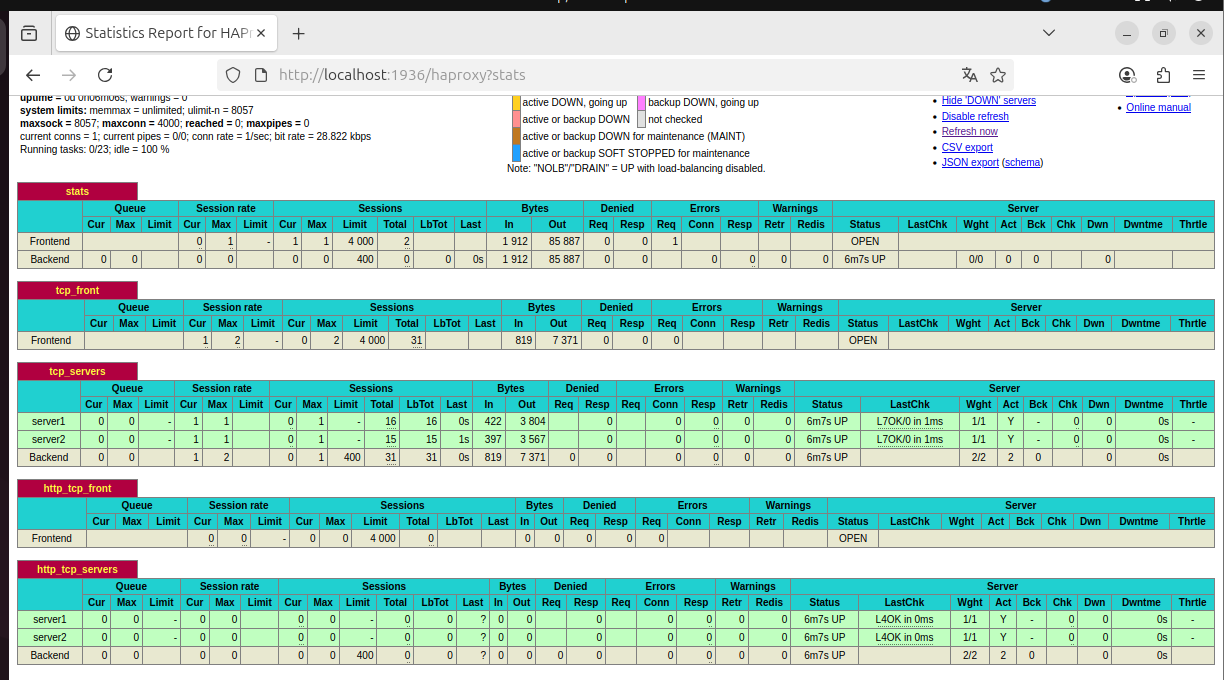 Statistics Report for HAPr
http://localhost:1936/haproxy?stats
uptime = 0d 0h06m06s; warnings = 0
system limits: memmax = unlimited; ulimit-n = 8057
maxsock = 8057; maxconn = 4000; reached = 0; maxpipes = 0
current conns = 1; current pipes = 0/0; conn rate = 1/sec; bit rate = 28.822 kbps
Running tasks: 0/23; idle = 100 %
active DOWN, going up backup DOWN, going up
active or backup DOWN not checked
active or backup DOWN for maintenance (MAINT)
active or backup SOFT STOPPED for maintenance
Note: "NOLB"/"DRAIN" = UP with load-balancing disabled.
Hide 'DOWN' servers
Disable refresh
Refresh now
CSV export
JSON export (schema)
Online manual
stats
Queue Session rate Sessions Bytes Denied Errors Warnings Server
Cur Max Limit Cur Max Limit Cur Max Limit Total LbTot Last In Out Req Resp Req Conn Resp Retr Redis Status LastChk Wght Act Bck Chk Dwn Dwntme Thrtle
Frontend 0 1 - 1 1 4 000 2 1 912 85 887 0 0 1 OPEN
Backend 0 0 0 0 0 0 400 0 0 0s 1 912 85 887 0 0 0 0 0 0 6m7s UP 0/0 0 0 0
tcp_front
Queue Session rate Sessions Bytes Denied Errors Warnings Server
Cur Max Limit Cur Max Limit Cur Max Limit Total LbTot Last In Out Req Resp Req Conn Resp Retr Redis Status LastChk Wght Act Bck Chk Dwn Dwntme Thrtle
Frontend 1 2 - 0 2 4 000 31 819 7 371 0 0 0 OPEN
tcp_servers
Queue Session rate Sessions Bytes Denied Errors Warnings Server
Cur Max Limit Cur Max Limit Cur Max Limit Total LbTot Last In Out Req Resp Req Conn Resp Retr Redis Status LastChk Wght Act Bck Chk Dwn Dwntme Thrtle
server1 0 0 - 1 1 0 1 - 16 16 0s 422 3 804 0 0 0 0 0 6m7s UP L7OK/0 in 1ms 1/1 Y - 0 0 0s -
server2 0 0 - 1 1 0 1 - 15 15 1s 397 3 567 0 0 0 0 0 6m7s UP L7OK/0 in 1ms 1/1 Y - 0 0 0s -
Backend 0 0 1 2 0 1 400 31 31 0s 819 7 371 0 0 0 0 0 0 6m7s UP 2/2 2 0 0 0s
http_tcp_front
Queue Session rate Sessions Bytes Denied Errors Warnings Server
Cur Max Limit Cur Max Limit Cur Max Limit Total LbTot Last In Out Req Resp Req Conn Resp Retr Redis Status LastChk Wght Act Bck Chk Dwn Dwntme Thrtle
Frontend 0 0 - 0 0 4 000 0 0 0 0 0 0 OPEN
http_tcp_servers
Queue Session rate Sessions Bytes Denied Errors Warnings Server
Cur Max Limit Cur Max Limit Cur Max Limit Total LbTot Last In Out Req Resp Req Conn Resp Retr Redis Status LastChk Wght Act Bck Chk Dwn Dwntme Thrtle
server1 0 0 - 0 0 0 0 - 0 0 ? 0 0 0 0 0 0 0 6m7s UP L4OK in 0ms 1/1 Y - 0 0 0s -
server2 0 0 - 0 0 0 0 - 0 0 ? 0 0 0 0 0 0 0 6m7s UP L4OK in 0ms 1/1 Y - 0 0 0s -
Backend 0 0 0 0 0 0 400 0 0 ? 0 0 0 0 0 0 0 0 6m7s UP 2/2 2 0 0 0s